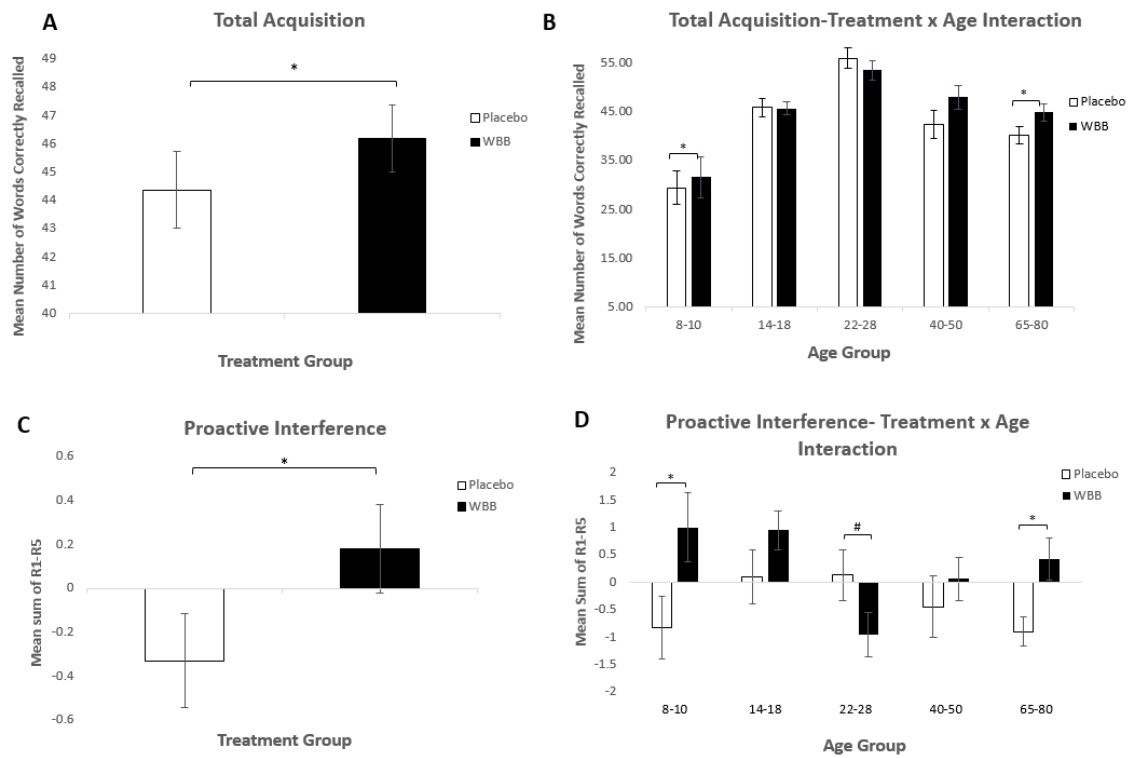 A
Total Acquisition
Mean Number of Words Correctly Recalled
49
48
47
46
45
44
43
42
41
40
*
Placebo
WBB
Treatment Group
B
Total Acquisition-Treatment x Age Interaction
Mean Number of Words Correctly Recalled
55.00
45.00
35.00
25.00
15.00
5.00
*
*
Placebo
WBB
8-10
14-18
22-28
40-50
65-80
Age Group
C
Proactive Interference
Mean sum of R1-R5
0.6
0.4
0.2
0
-0.2
-0.4
-0.6
*
Placebo
WBB
Treatment Group
D
Proactive Interference- Treatment x Age
Interaction
Mean Sum of R1-R5
2
1.5
1
0.5
0
-0.5
-1
-1.5
-2
*
#
*
Placebo
WBB
8-10
14-18
22-28
40-50
65-80
Age Group